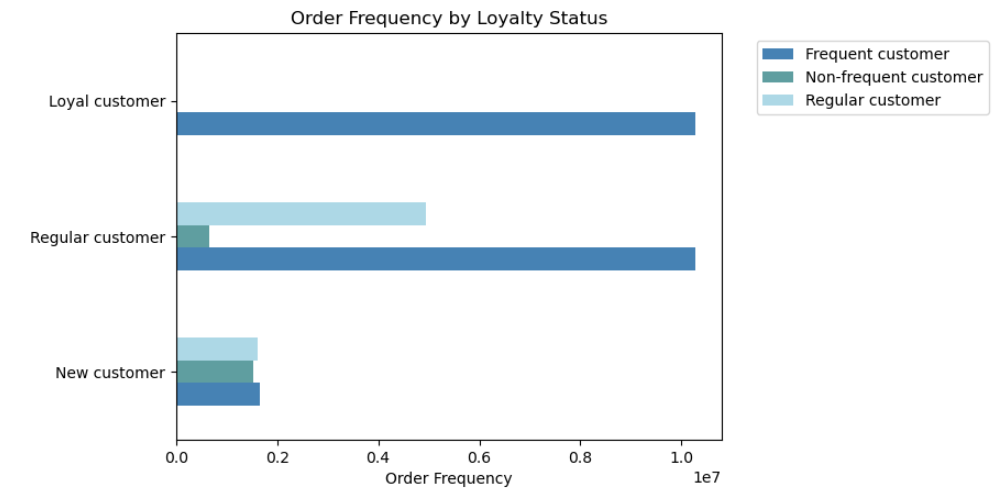 Order Frequency by Loyalty Status
Frequent customer
Non-frequent customer
Regular customer
Loyal customer
Regular customer
New customer
0.0 0.2 0.4 0.6 0.8 1.0
1e7
Order Frequency